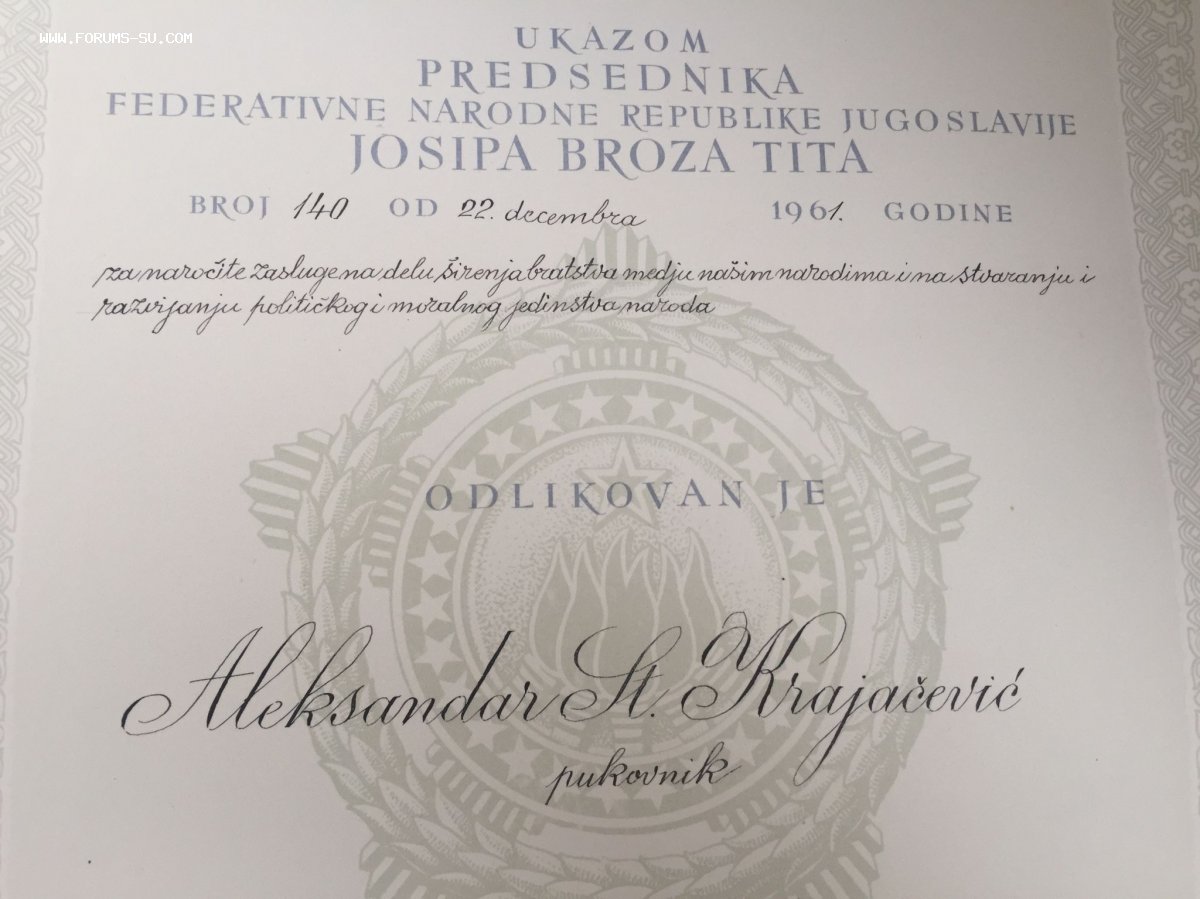 WWW.FORUMS-SU.COM
UKAZOM
PREDSEDNIKA
FEDERATIVNE NARODNE REPUBLIKE JUGOSLAVIJE
JOSIPA BROZA TITA
BROJ 140 OD 22. decembra 1961. GODINE
za naročite zasluge na delu širenja bratstva medju našim narodima i na stvaranju i
razvijanju političkog i moralnog jedinstva naroda
ODLIKOVAN JE
Aleksandar St. Krajačević
pukovnik